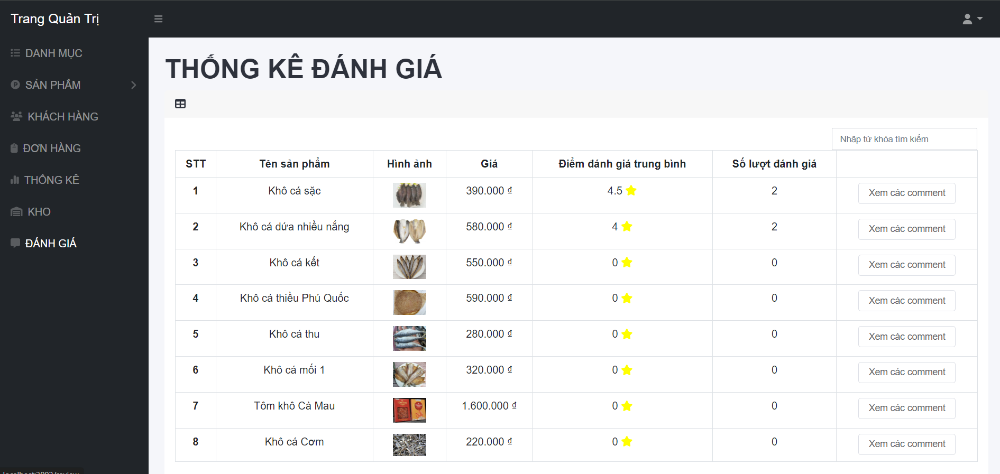 Trang Quản Trị
DANH MỤC
SẢN PHẨM
KHÁCH HÀNG
ĐƠN HÀNG
THỐNG KÊ
KHO
ĐÁNH GIÁ
THỐNG KÊ ĐÁNH GIÁ
Nhập từ khóa tìm kiếm
STT Tên sản phẩm Hình ảnh Giá Điểm đánh giá trung bình Số lượt đánh giá
1 Khô cá sặc 390.000 ₫ 4.5 2 Xem các comment
2 Khô cá dứa nhiều nắng 580.000 ₫ 4 2 Xem các comment
3 Khô cá kết 550.000 ₫ 0 0 Xem các comment
4 Khô cá thiều Phú Quốc 590.000 ₫ 0 0 Xem các comment
5 Khô cá thu 280.000 ₫ 0 0 Xem các comment
6 Khô cá mối 1 320.000 ₫ 0 0 Xem các comment
7 Tôm khô Cà Mau 1.600.000 ₫ 0 0 Xem các comment
8 Khô cá Cơm 220.000 ₫ 0 0 Xem các comment